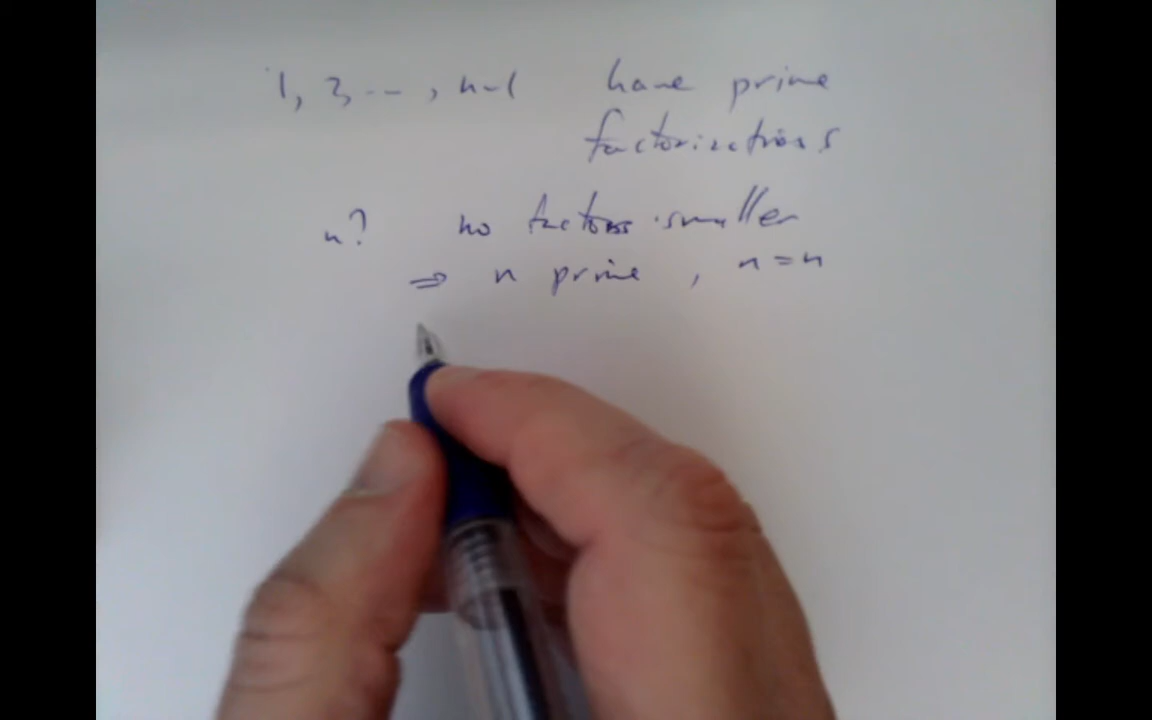 1, 2, ... , n-1 have prime
factorizations
n? no factors smaller
⇒ n prime , n = n